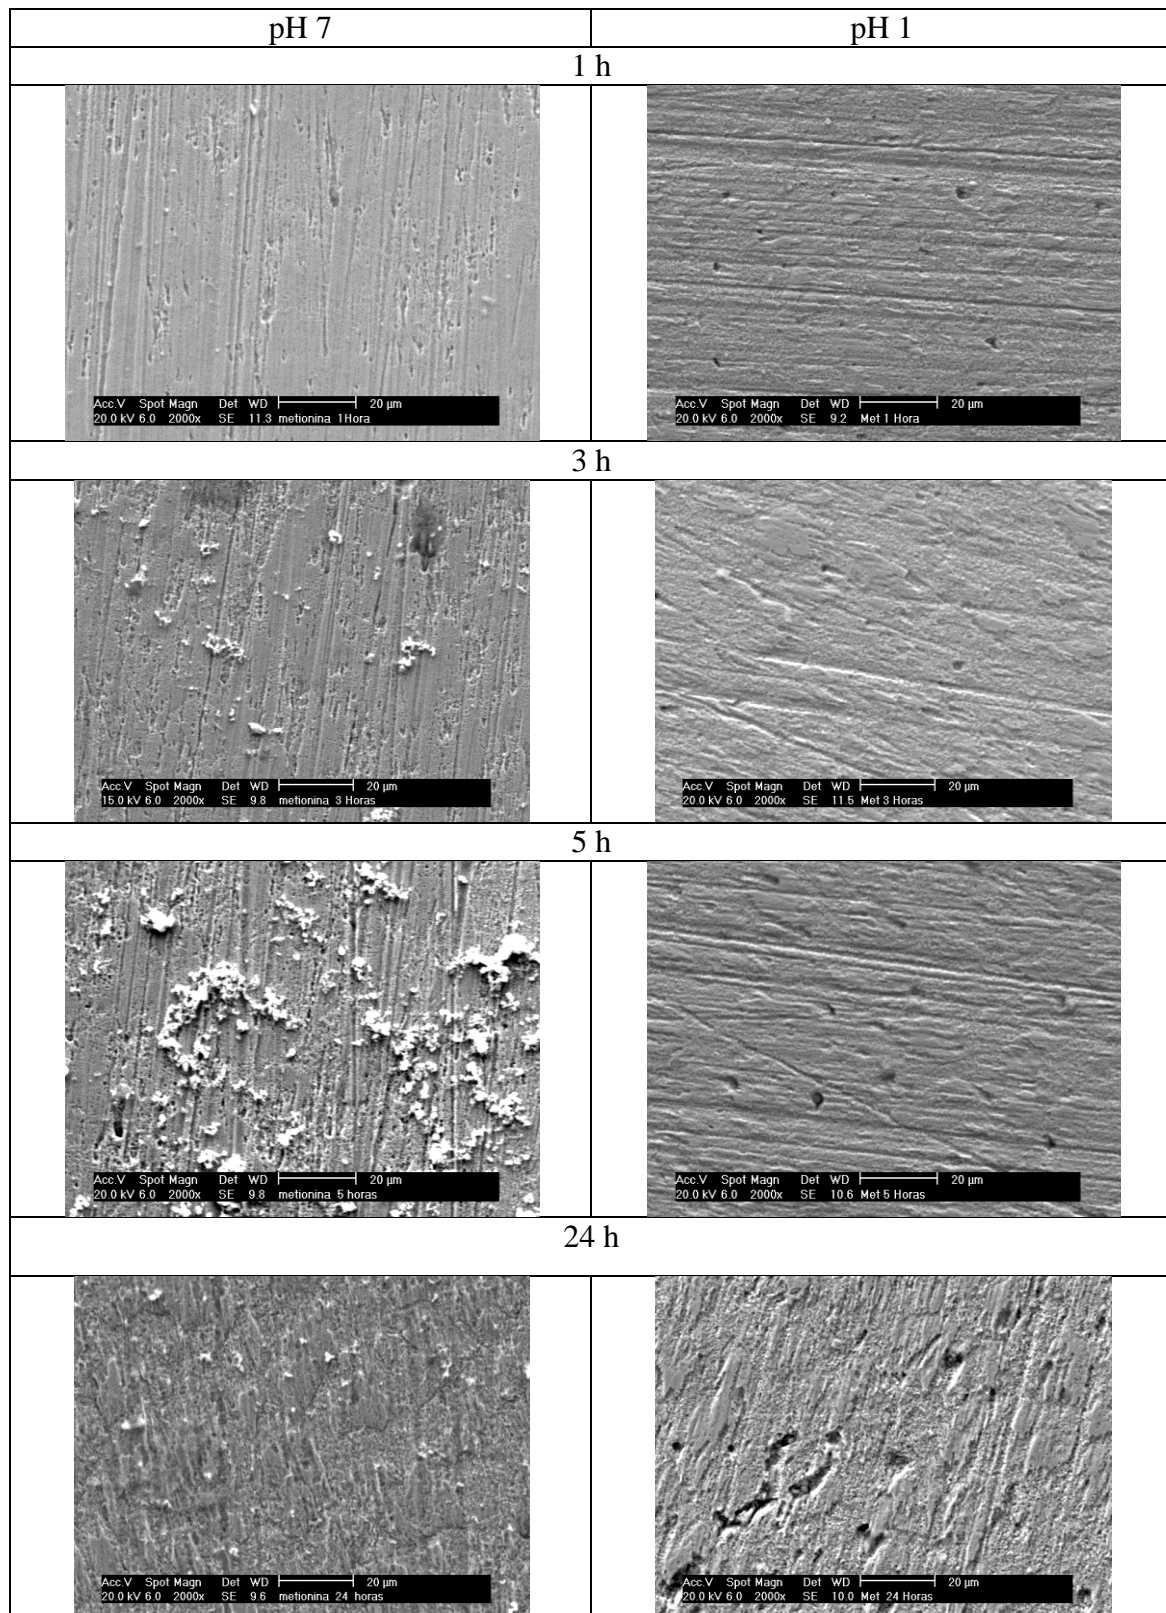 pH 7 pH 1
1 h
Acc.V Spot Magn Det WD 20 µm
20.0 kV 6.0 2000x SE 11.3 metionina 1Hora
Acc.V Spot Magn Det WD 20 µm
20.0 kV 6.0 2000x SE 9.2 Met 1 Hora
3 h
Acc.V Spot Magn Det WD 20 µm
15.0 kV 6.0 2000x SE 9.8 metionina 3 Horas
Acc.V Spot Magn Det WD 20 µm
20.0 kV 6.0 2000x SE 11.5 Met 3 Horas
5 h
Acc.V Spot Magn Det WD 20 µm
20.0 kV 6.0 2000x SE 9.8 metionina 5 horas
Acc.V Spot Magn Det WD 20 µm
20.0 kV 6.0 2000x SE 10.6 Met 5 Horas
24 h
Acc.V Spot Magn Det WD 20 µm
20.0 kV 6.0 2000x SE 9.6 metionina 24 horas
Acc.V Spot Magn Det WD 20 µm
20.0 kV 6.0 2000x SE 10.0 Met 24 Horas